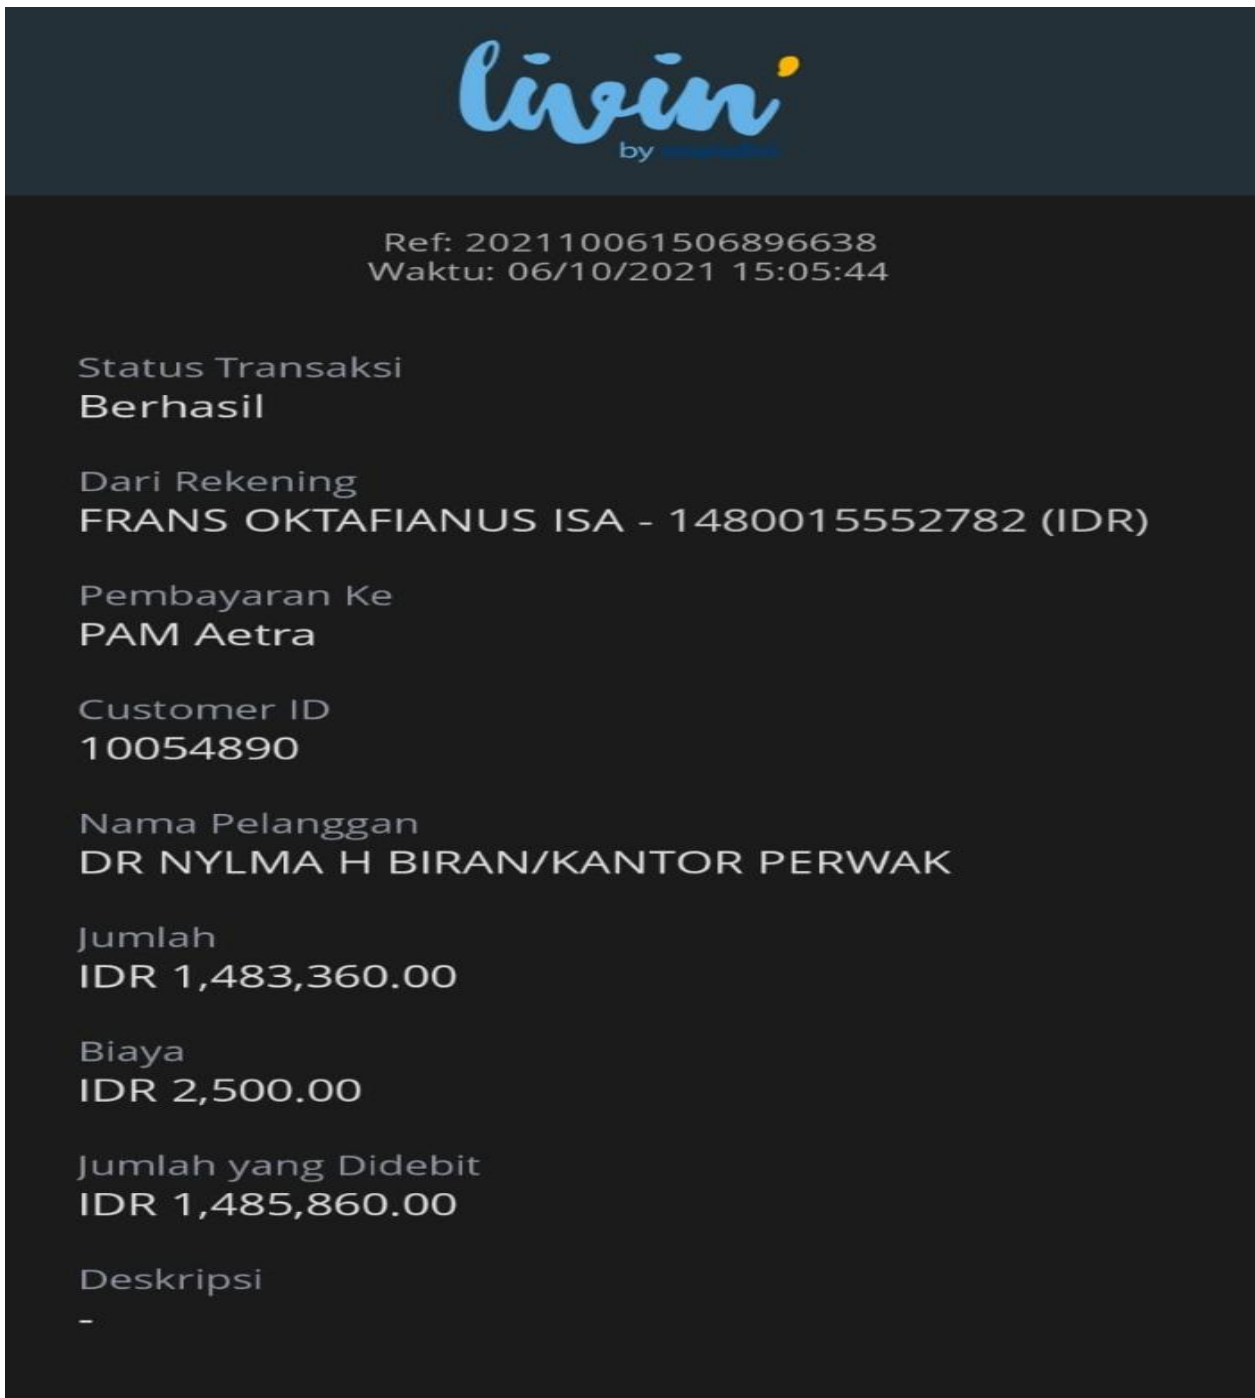 livin'
by
Ref: 202110061506896638
Waktu: 06/10/2021 15:05:44
Status Transaksi
Berhasil
Dari Rekening
FRANS OKTAFIANUS ISA - 1480015552782 (IDR)
Pembayaran Ke
PAM Aetra
Customer ID
10054890
Nama Pelanggan
DR NYLMA H BIRAN/KANTOR PERWAK
Jumlah
IDR 1,483,360.00
Biaya
IDR 2,500.00
Jumlah yang Didebit
IDR 1,485,860.00
Deskripsi
-